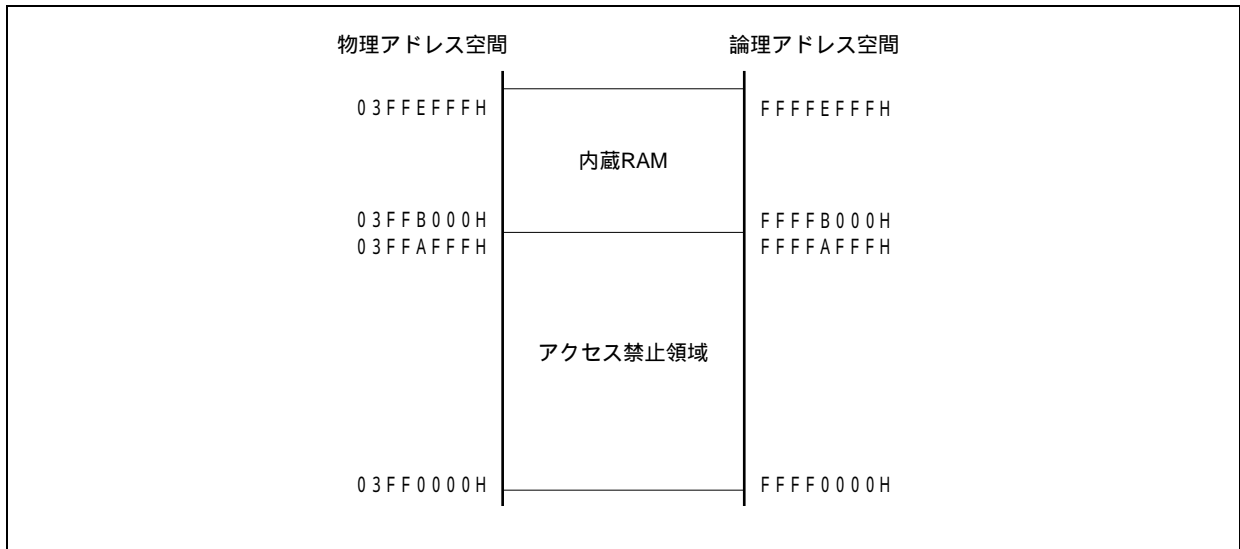 物理アドレス空間 論理アドレス空間
03FFEFFFH FFFFEFFFH
内蔵RAM
03FFB000H FFFFB000H
03FFAFFFH FFFFAFFFH
アクセス禁止領域
03FF0000H FFFF0000H